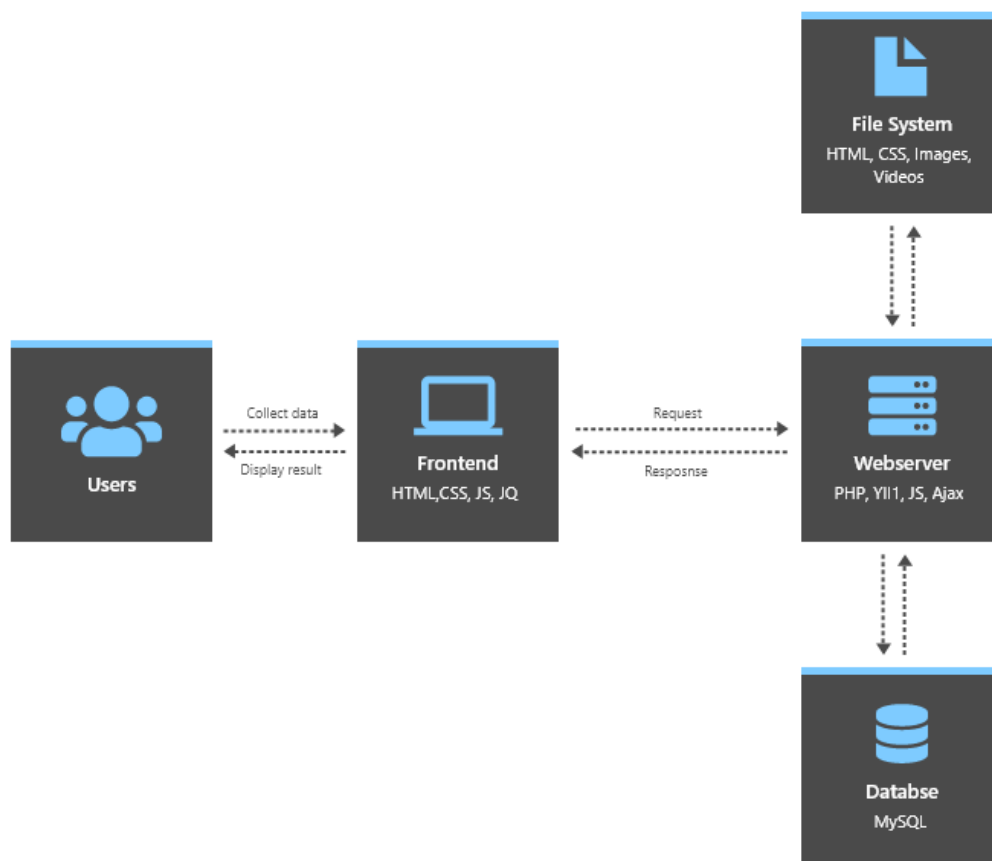 File System
HTML, CSS, Images,
Videos
Users
Collect data
Display result
Frontend
HTML,CSS, JS, JQ
Request
Resposnse
Webserver
PHP, YII1, JS, Ajax
Databse
MySQL